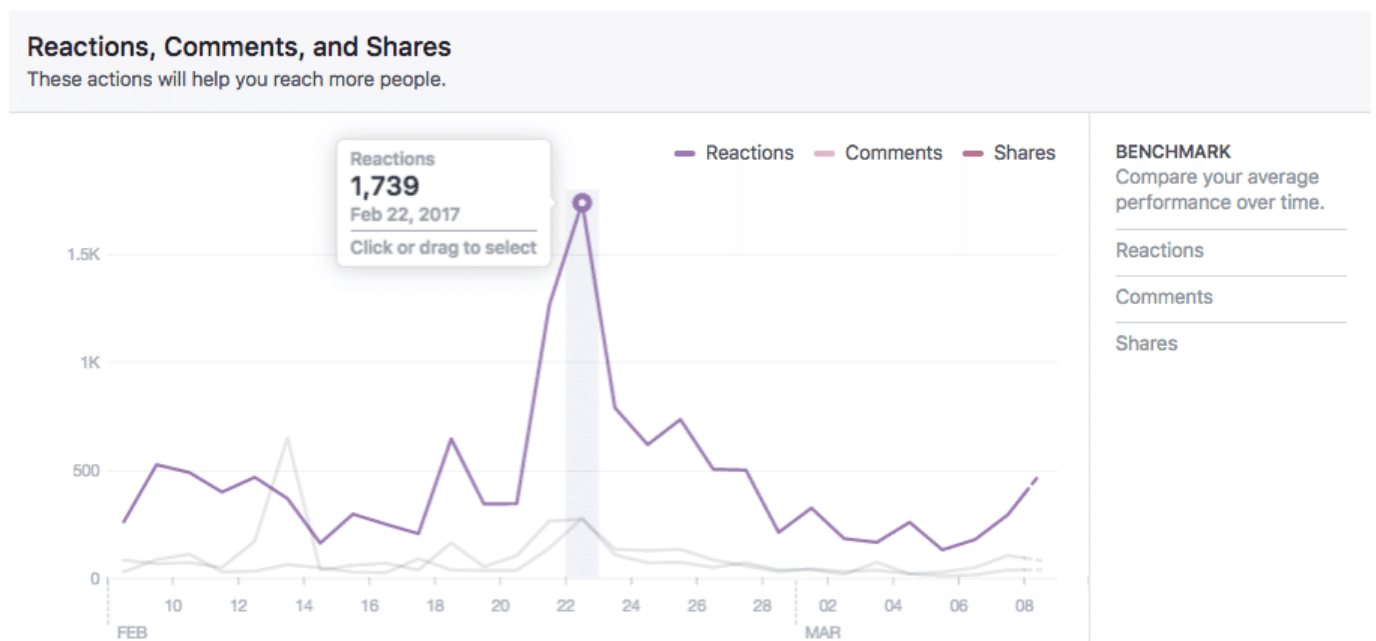 Reactions, Comments, and Shares
These actions will help you reach more people.
Reactions
1,739
Feb 22, 2017
Click or drag to select
Reactions Comments Shares
1.5K
1K
500
0
10 12 14 16 18 20 22 24 26 28 02 04 06 08
FEB MAR
BENCHMARK
Compare your average
performance over time.
Reactions
Comments
Shares